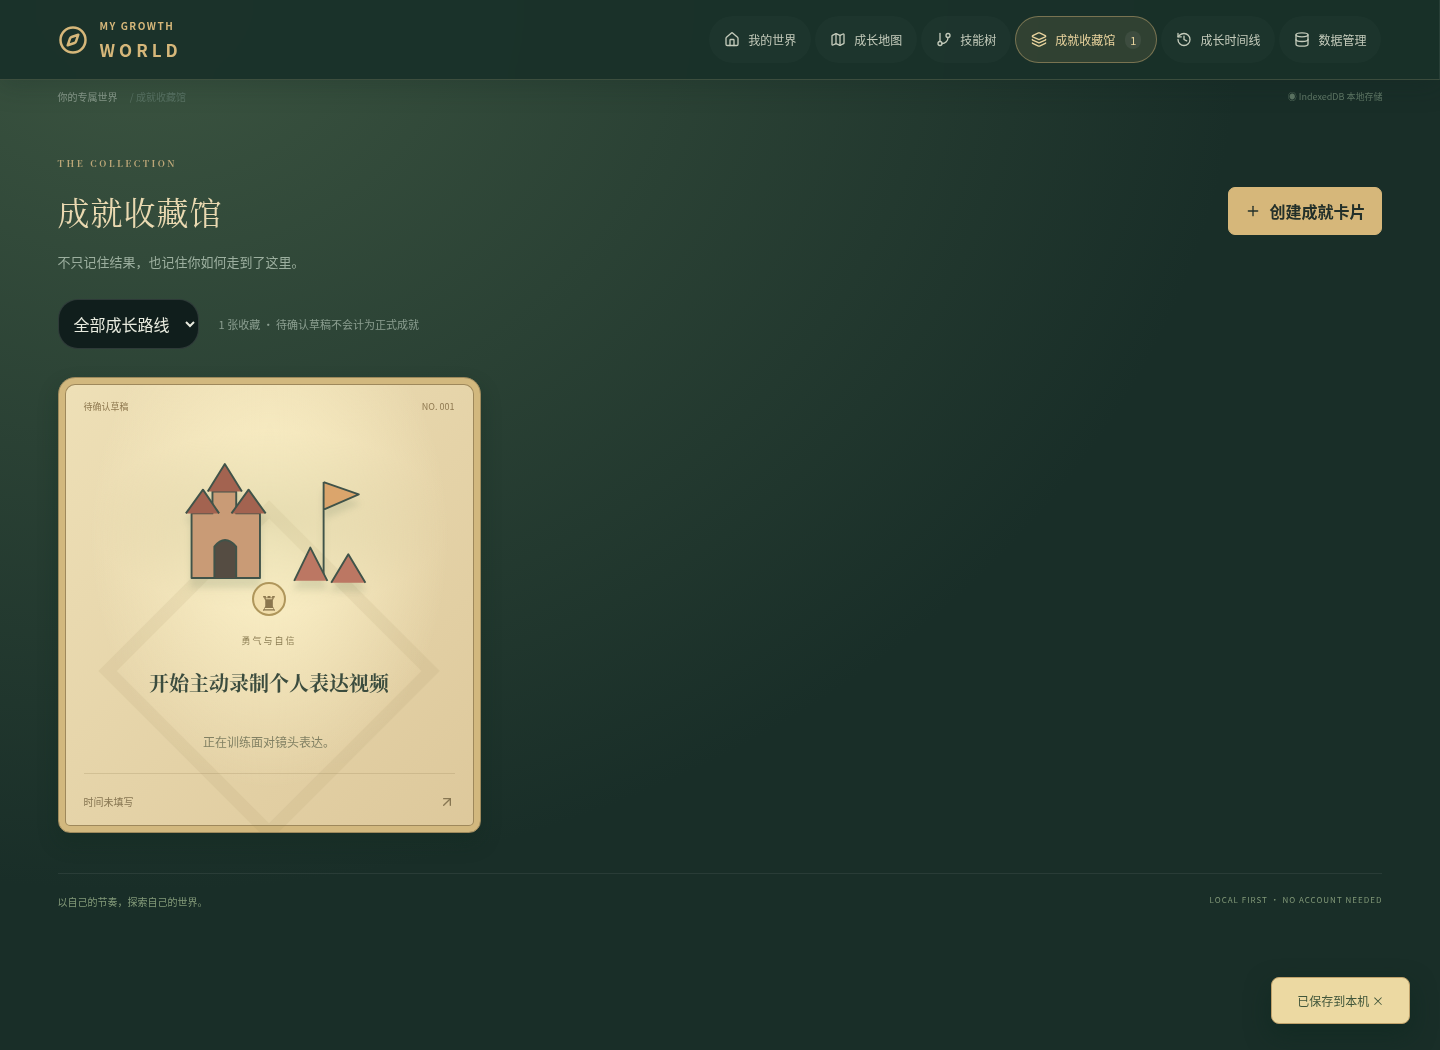 MY GROWTH
WORLD
我的世界
成长地图
技能树
成就收藏馆 1
成长时间线
数据管理
你的专属世界 / 成就收藏馆
◉ IndexedDB 本地存储
THE COLLECTION
成就收藏馆
+ 创建成就卡片
不只记住结果，也记住你如何走到了这里。
全部成长路线
1 张收藏 · 待确认草稿不会计为正式成就
待确认草稿
NO. 001
勇气与自信
开始主动录制个人表达视频
正在训练面对镜头表达。
时间未填写
以自己的节奏，探索自己的世界。
LOCAL FIRST · NO ACCOUNT NEEDED
已保存到本机 ×